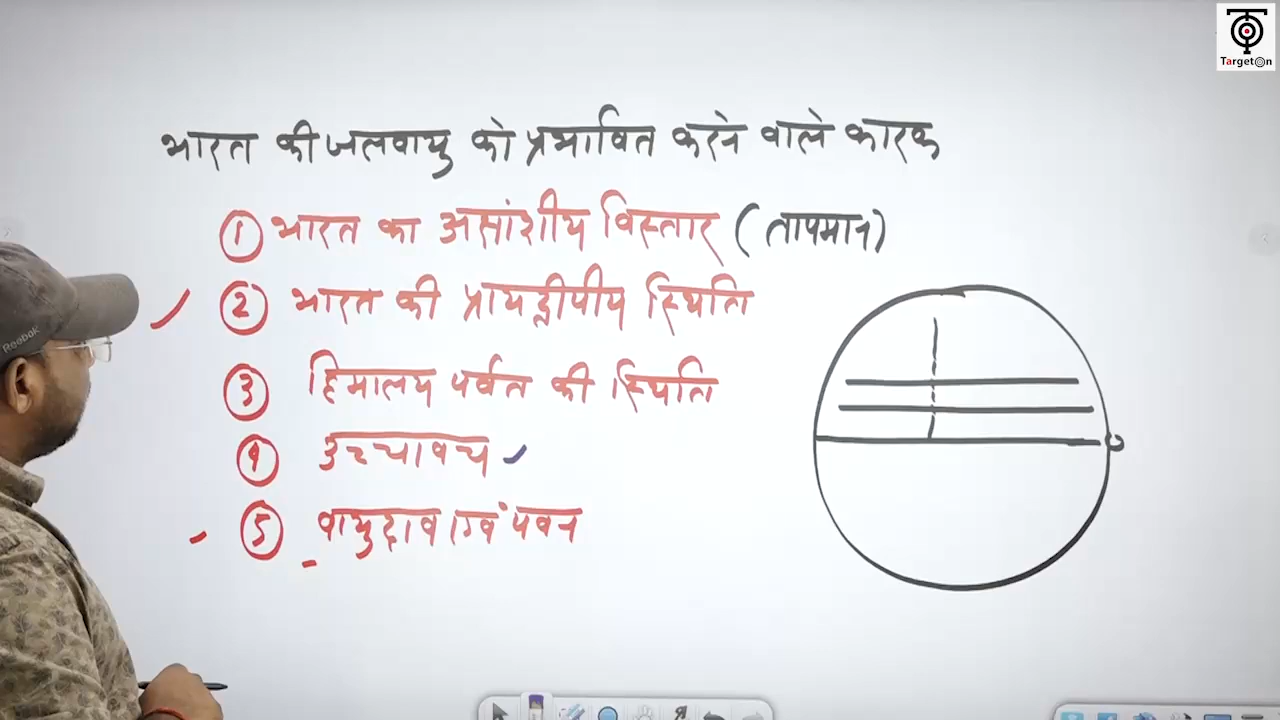 TargetOn
भारत की जलवायु को प्रभावित करने वाले कारक
① भारत का अक्षांशीय विस्तार (तापमान)
② भारत की प्रायद्वीपीय स्थिति
③ हिमालय पर्वत की स्थिति
④ उच्चावच
⑤ वायुदाब एवं पवन
Reebok